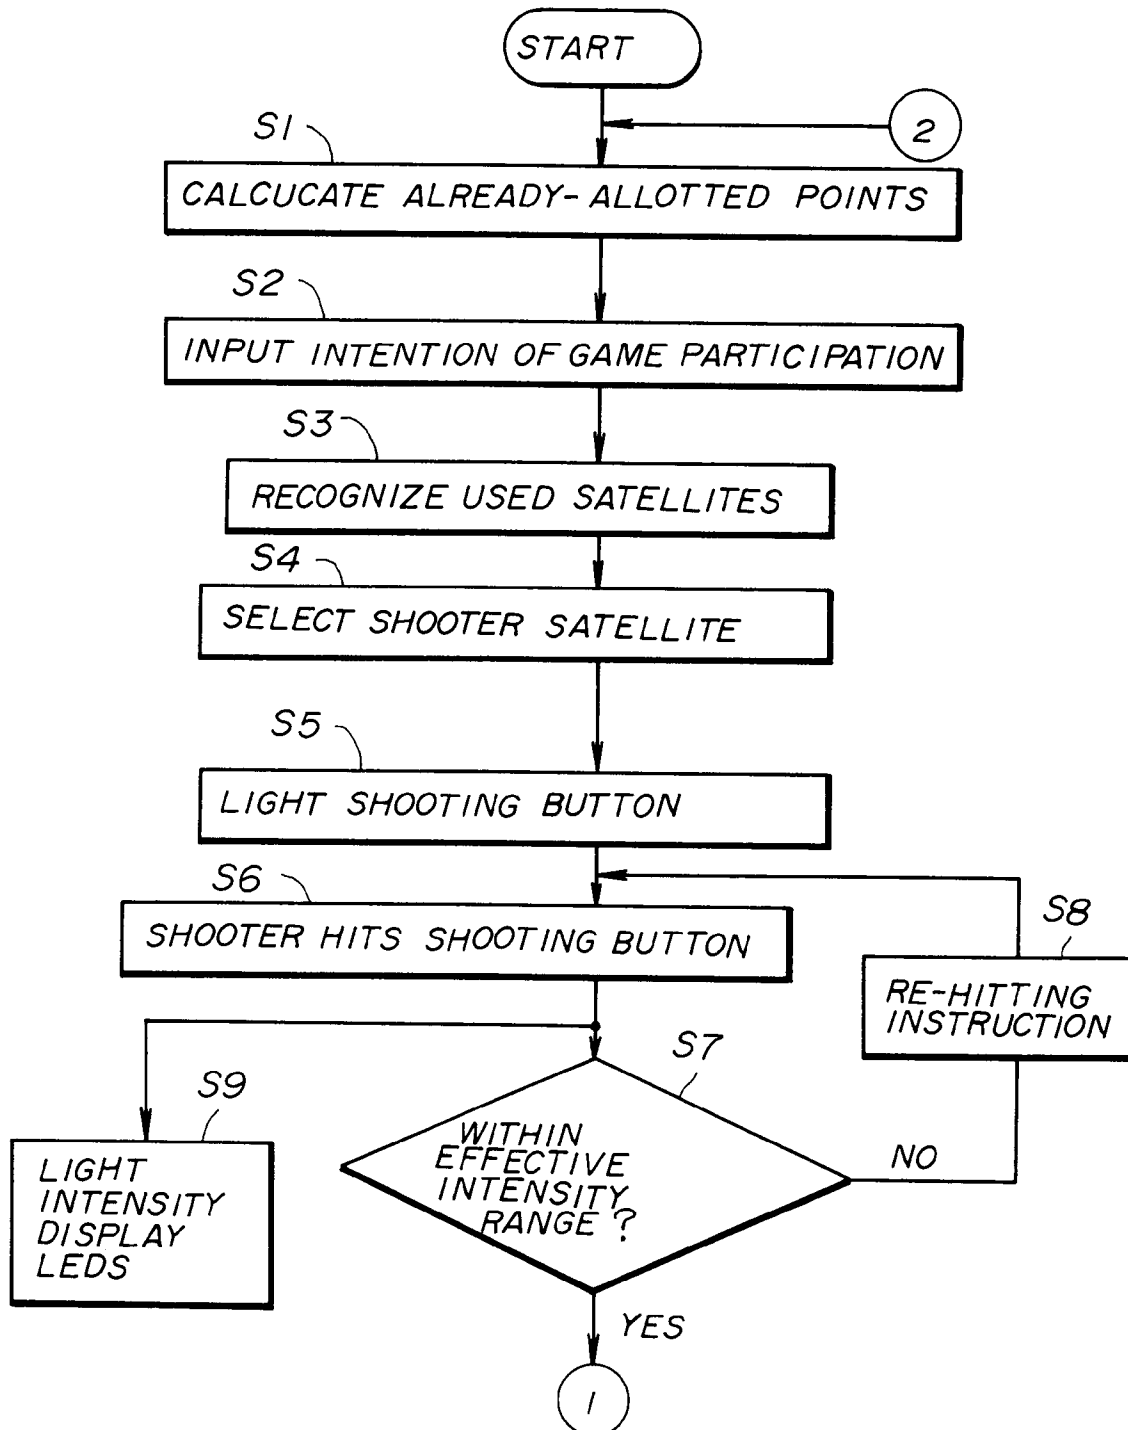 START
2
S1
CALCUCATE ALREADY-ALLOTTED POINTS
S2
INPUT INTENTION OF GAME PARTICIPATION
S3
RECOGNIZE USED SATELLITES
S4
SELECT SHOOTER SATELLITE
S5
LIGHT SHOOTING BUTTON
S6
SHOOTER HITS SHOOTING BUTTON
S8
RE-HITTING
INSTRUCTION
S7
WITHIN
EFFECTIVE
INTENSITY
RANGE?
NO
S9
LIGHT
INTENSITY
DISPLAY
LEDS
YES
1